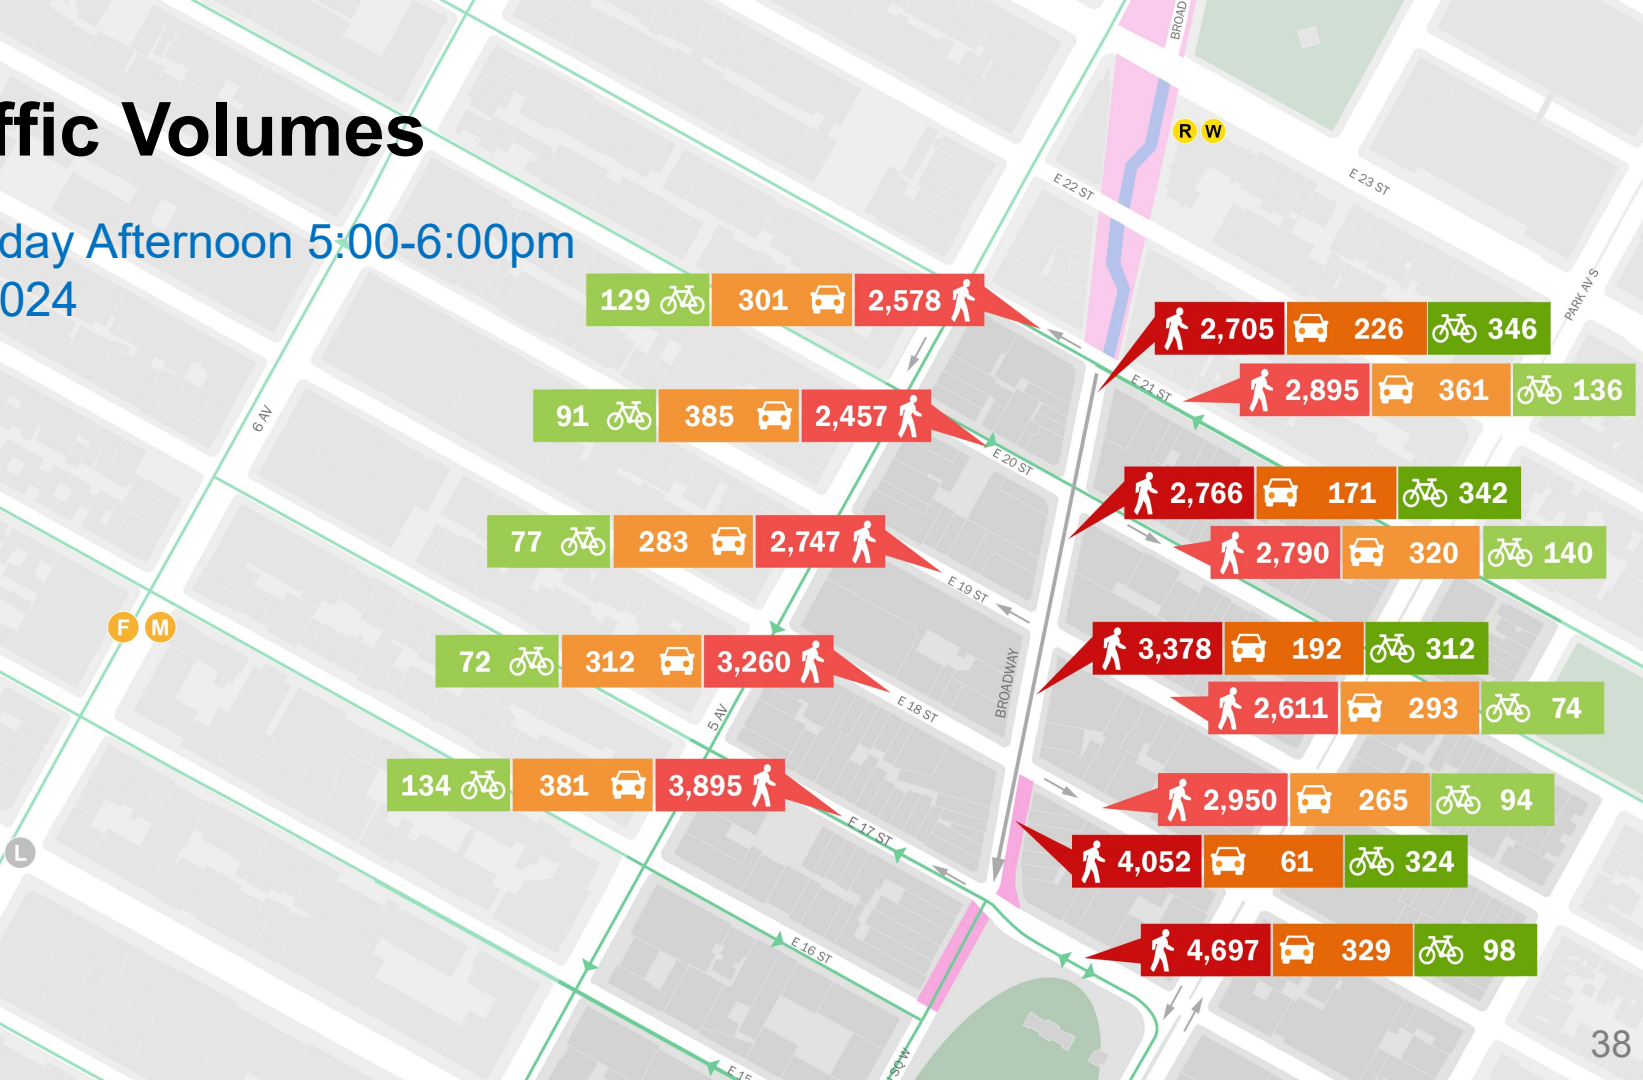 BROAD
ffic Volumes
R W
E 22 ST
E 23 ST
day Afternoon 5:00-6:00pm
024
PARK AV S
129 301 2,578
2,705 226 346
E 21 ST
2,895 361 136
6 AV
91 385 2,457
E 20 ST
2,766 171 342
77 283 2,747
2,790 320 140
E 19 ST
F M
72 312 3,260
3,378 192 312
BROADWAY
E 18 ST
5 AV
2,611 293 74
134 381 3,895
2,950 265 94
E 17 ST
L
4,052 61 324
E 16 ST
4,697 329 98
38
SQ W
E 15